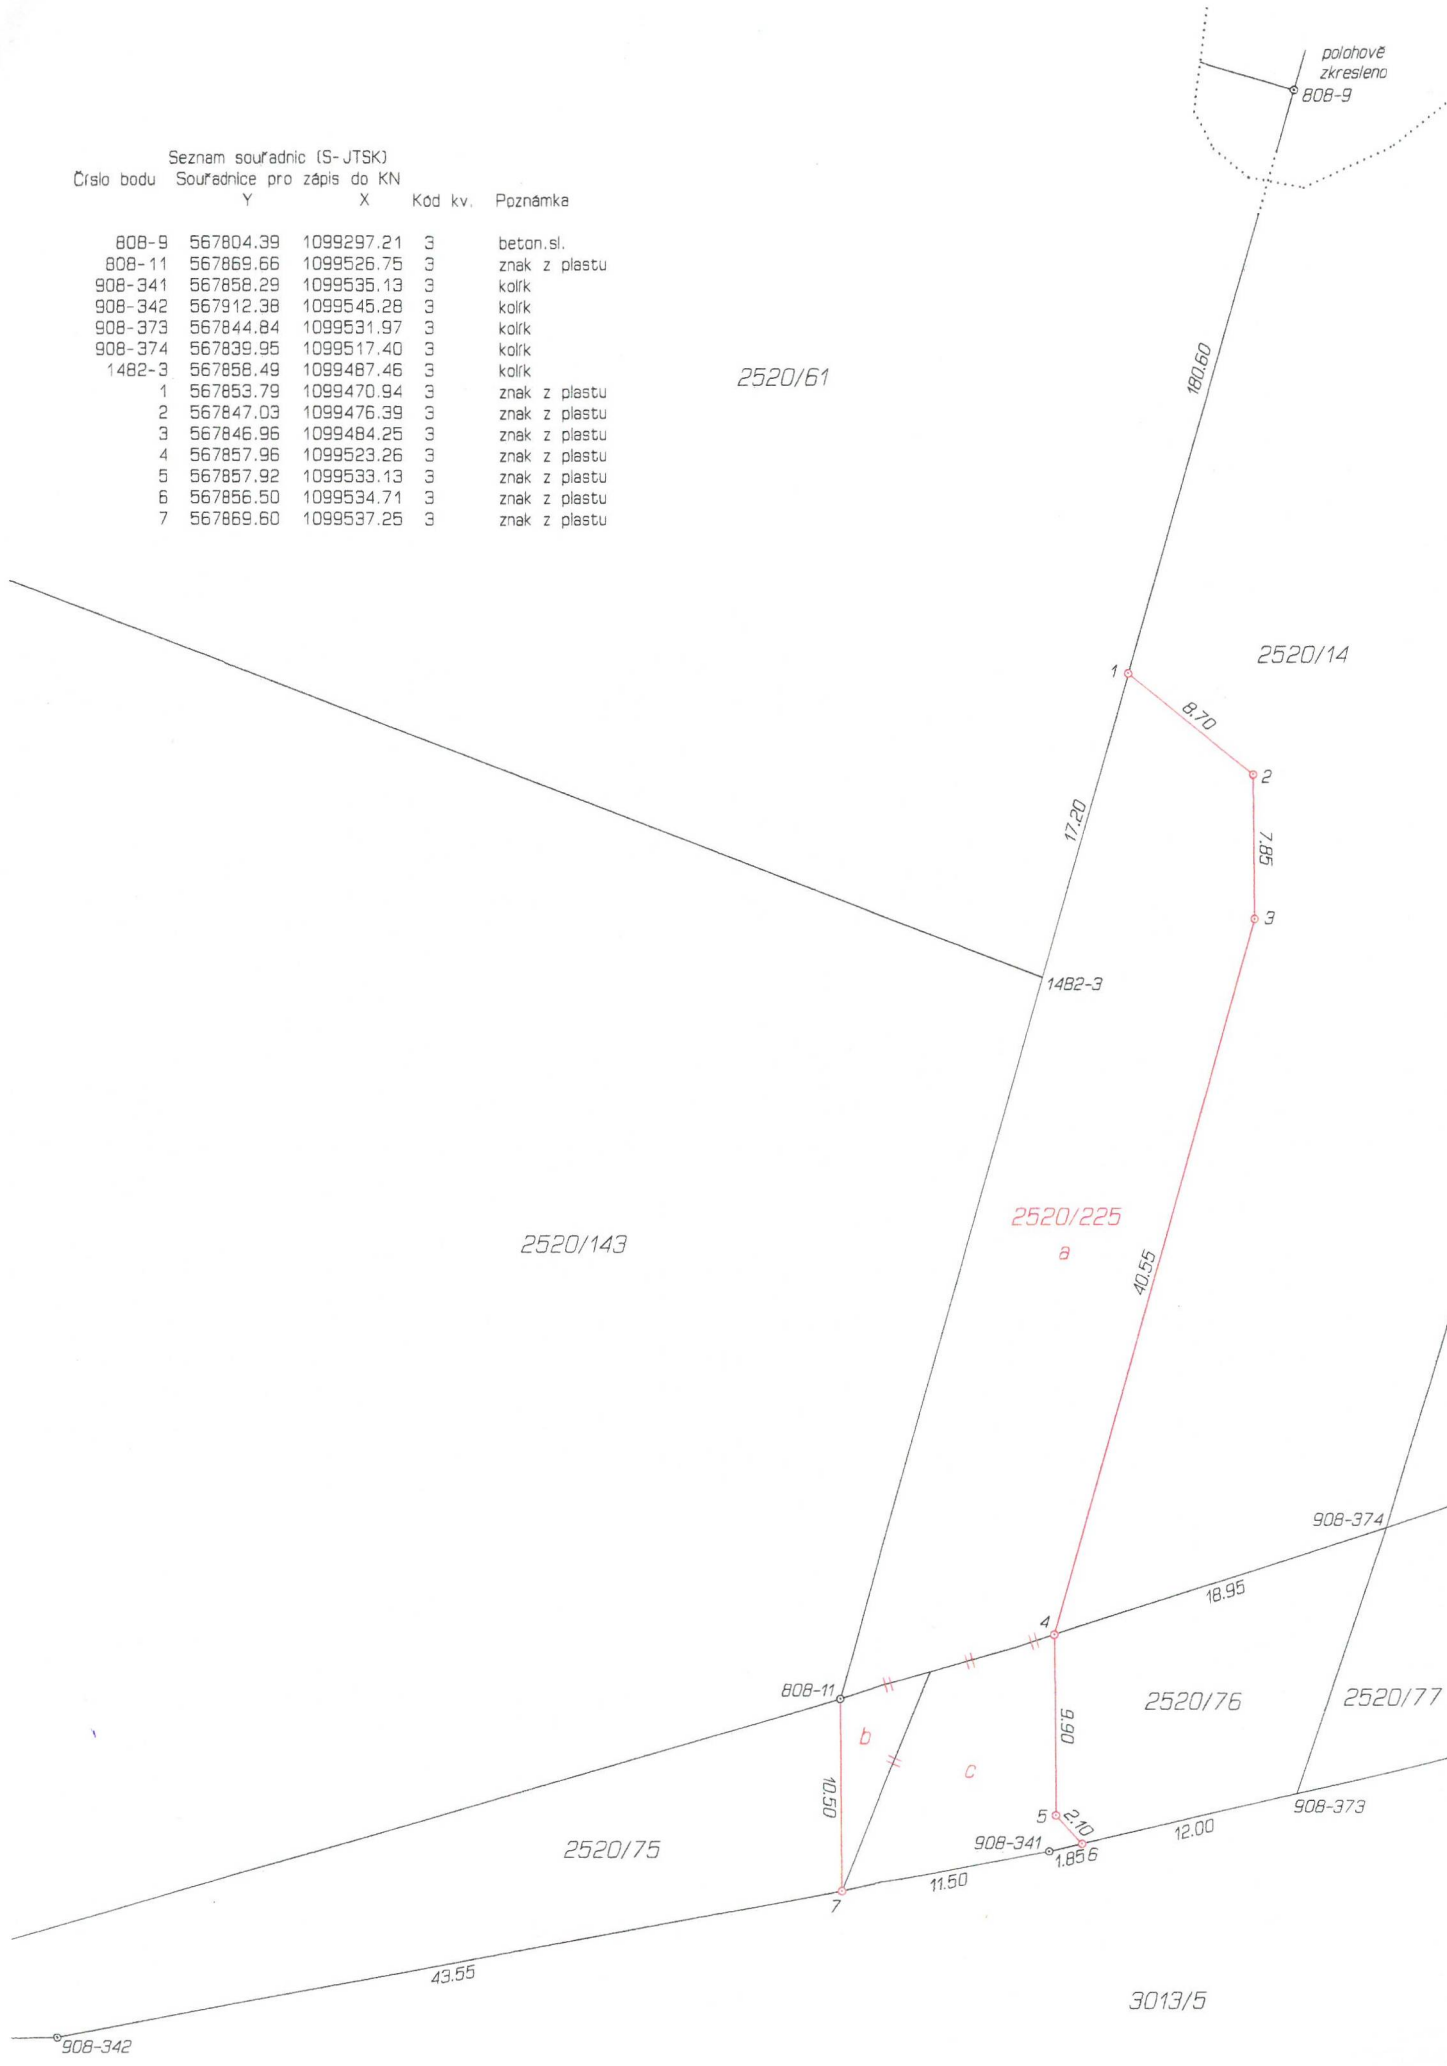 polohově
zkresleno
808-9
Seznam souřadnic (S-JTSK)
Číslo bodu Souřadnice pro zápis do KN
Y X Kód kv. Poznámka
808-9 567804.39 1099297.21 3 beton.sl.
808-11 567869.66 1099526.75 3 znak z plastu
908-341 567858.29 1099535.13 3 kolík
908-342 567912.38 1099545.28 3 kolík
908-373 567844.84 1099531.97 3 kolík
908-374 567839.95 1099517.40 3 kolík
1482-3 567858.49 1099487.46 3 kolík
1 567853.79 1099470.94 3 znak z plastu
2 567847.03 1099476.39 3 znak z plastu
3 567846.96 1099484.25 3 znak z plastu
4 567857.96 1099523.26 3 znak z plastu
5 567857.92 1099533.13 3 znak z plastu
6 567856.50 1099534.71 3 znak z plastu
7 567869.60 1099537.25 3 znak z plastu
2520/61
180.60
2520/14
1
8.70
2
17.20
7.85
3
1482-3
2520/225
a
2520/143
40.55
908-374
18.95
4
808-11
2520/76
2520/77
b
9.90
c
10.50
5
2.10
908-373
12.00
908-341
1.85
6
2520/75
11.50
7
43.55
3013/5
908-342